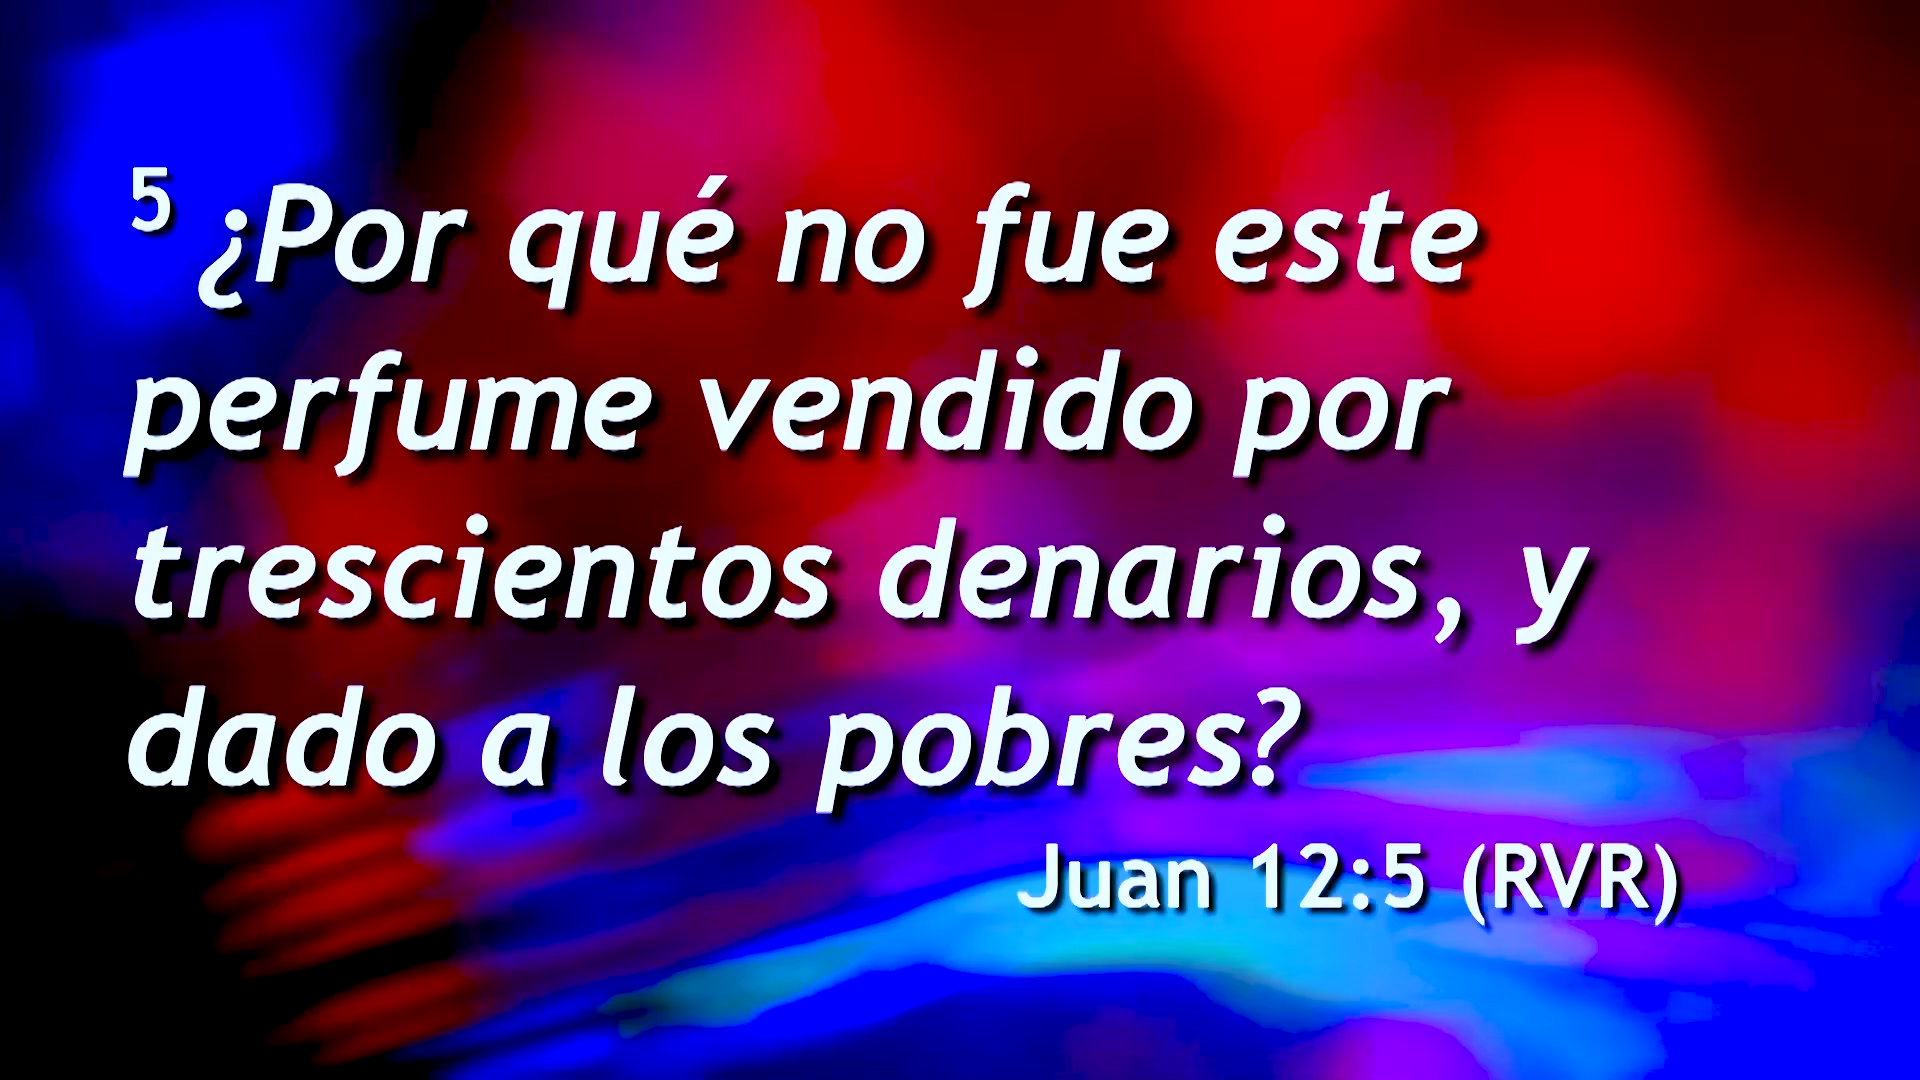 5 ¿Por qué no fue este
perfume vendido por
trescientos denarios, y
dado a los pobres?
Juan 12:5 (RVR)